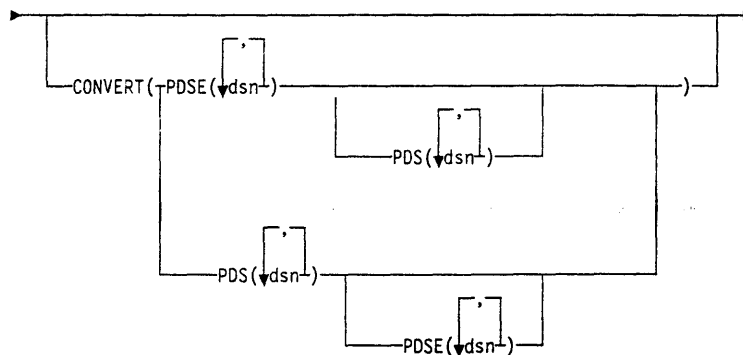 ,
CONVERT(PDSE(dsn))
,
PDS(dsn)
,
PDS(dsn)
,
PDSE(dsn)